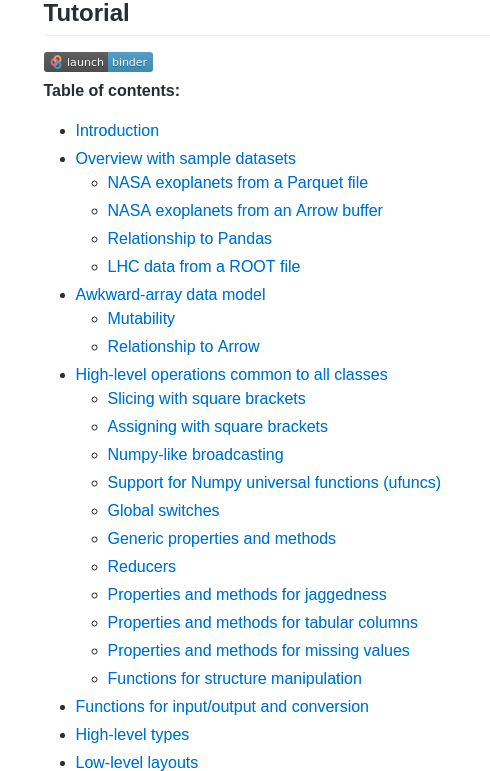 Tutorial
launch binder
Table of contents:
Introduction
Overview with sample datasets
NASA exoplanets from a Parquet file
NASA exoplanets from an Arrow buffer
Relationship to Pandas
LHC data from a ROOT file
Awkward-array data model
Mutability
Relationship to Arrow
High-level operations common to all classes
Slicing with square brackets
Assigning with square brackets
Numpy-like broadcasting
Support for Numpy universal functions (ufuncs)
Global switches
Generic properties and methods
Reducers
Properties and methods for jaggedness
Properties and methods for tabular columns
Properties and methods for missing values
Functions for structure manipulation
Functions for input/output and conversion
High-level types
Low-level layouts